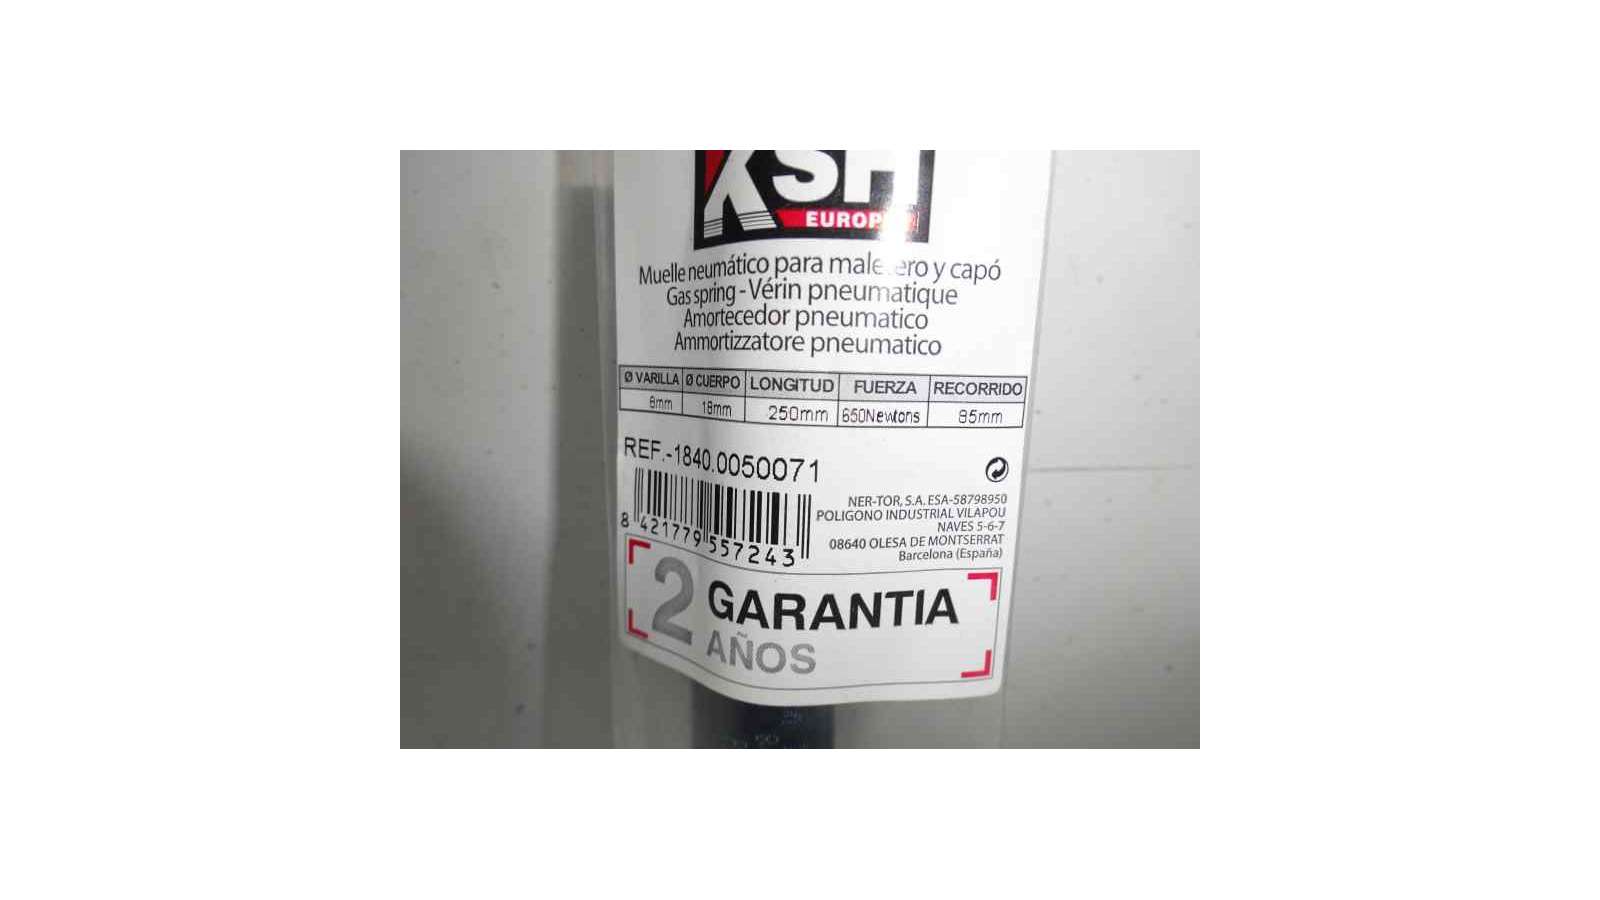 KSH
EUROPA
Muelle neumático para maletero y capó
Gas spring - Vérin pneumatique
Amortecedor pneumatico
Ammortizzatore pneumatico
Ø VARILLA Ø CUERPO LONGITUD FUERZA RECORRIDO
8mm 18mm 250mm 650Newtons 85mm
REF.-1840.0050071
NER-TOR, S.A. ESA-58798950
POLIGONO INDUSTRIAL VILAPOU
NAVES 5-6-7
08640 OLESA DE MONTSERRAT
Barcelona (España)
8 421779 557243
2 GARANTIA
AÑOS